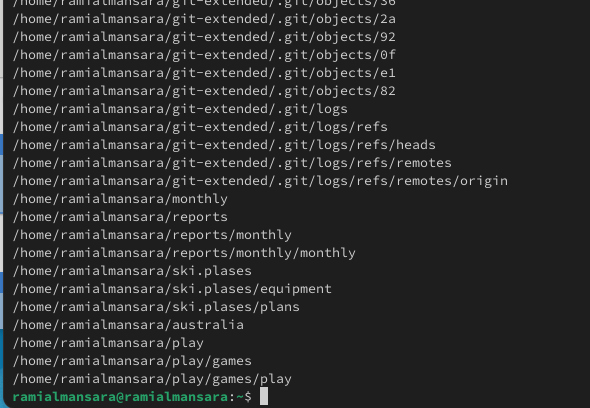 /home/ramialmansara/git-extended/.git/objects/36
/home/ramialmansara/git-extended/.git/objects/2a
/home/ramialmansara/git-extended/.git/objects/92
/home/ramialmansara/git-extended/.git/objects/0f
/home/ramialmansara/git-extended/.git/objects/e1
/home/ramialmansara/git-extended/.git/objects/82
/home/ramialmansara/git-extended/.git/logs
/home/ramialmansara/git-extended/.git/logs/refs
/home/ramialmansara/git-extended/.git/logs/refs/heads
/home/ramialmansara/git-extended/.git/logs/refs/remotes
/home/ramialmansara/git-extended/.git/logs/refs/remotes/origin
/home/ramialmansara/monthly
/home/ramialmansara/reports
/home/ramialmansara/reports/monthly
/home/ramialmansara/reports/monthly/monthly
/home/ramialmansara/ski.plases
/home/ramialmansara/ski.plases/equipment
/home/ramialmansara/ski.plases/plans
/home/ramialmansara/australia
/home/ramialmansara/play
/home/ramialmansara/play/games
/home/ramialmansara/play/games/play
ramialmansara@ramialmansara:~$